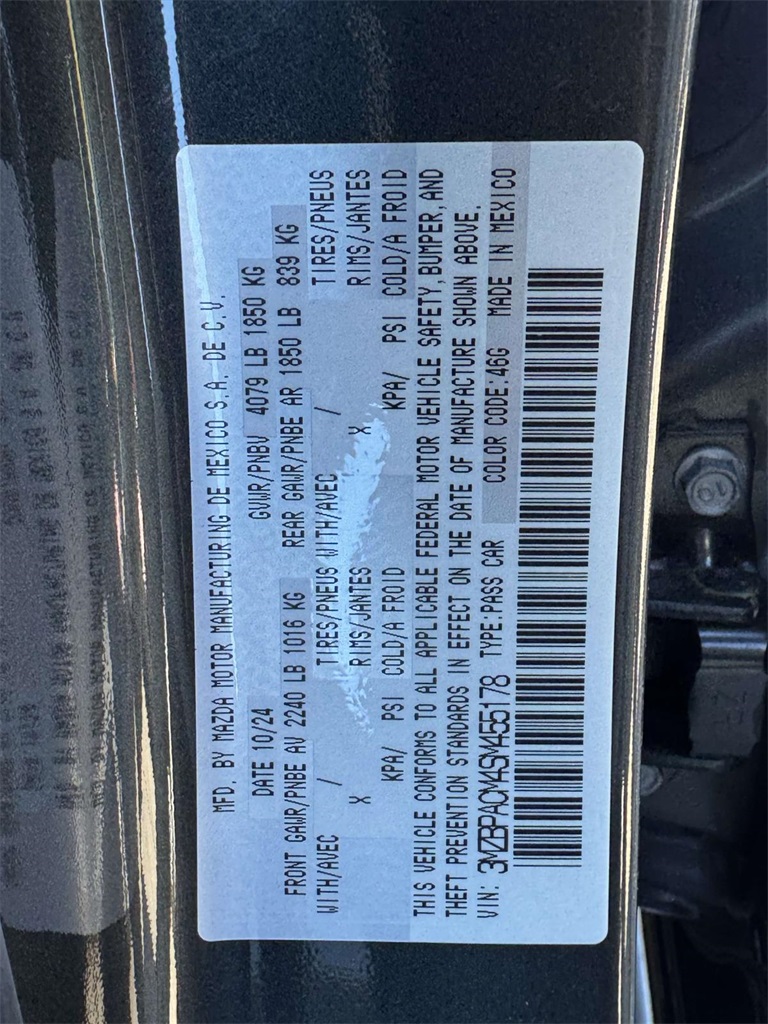 MFD. BY MAZDA MOTOR MANUFACTURING DE MEXICO S.A. DE C.V.
DATE 10/24 GVWR/PNBV 4079 LB 1850 KG
FRONT GAWR/PNBE AV 2240 LB 1016 KG REAR GAWR/PNBE AR 1850 LB 839 KG
WITH/AVEC / TIRES/PNEUS WITH/AVEC / TIRES/PNEUS
X RIMS/JANTES X RIMS/JANTES
KPA/ PSI COLD/A FROID KPA/ PSI COLD/A FROID
THIS VEHICLE CONFORMS TO ALL APPLICABLE FEDERAL MOTOR VEHICLE SAFETY, BUMPER, AND
THEFT PREVENTION STANDARDS IN EFFECT ON THE DATE OF MANUFACTURE SHOWN ABOVE.
VIN: 3MZBPACM4SM455178 TYPE:PASS CAR COLOR CODE:46G MADE IN MEXICO